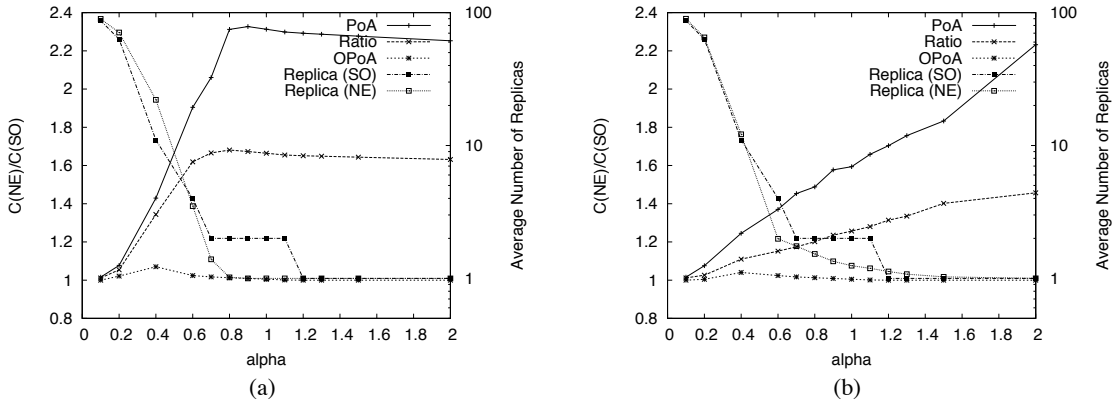 PoA
Ratio
OPoA
Replica (SO)
Replica (NE)
2.4
2.2
2
1.8
1.6
1.4
1.2
1
0.8
C(NE)/C(SO)
100
10
1
Average Number of Replicas
0 0.2 0.4 0.6 0.8 1 1.2 1.4 1.6 1.8 2
alpha
(a)
PoA
Ratio
OPoA
Replica (SO)
Replica (NE)
2.4
2.2
2
1.8
1.6
1.4
1.2
1
0.8
C(NE)/C(SO)
100
10
1
Average Number of Replicas
0 0.2 0.4 0.6 0.8 1 1.2 1.4 1.6 1.8 2
alpha
(b)